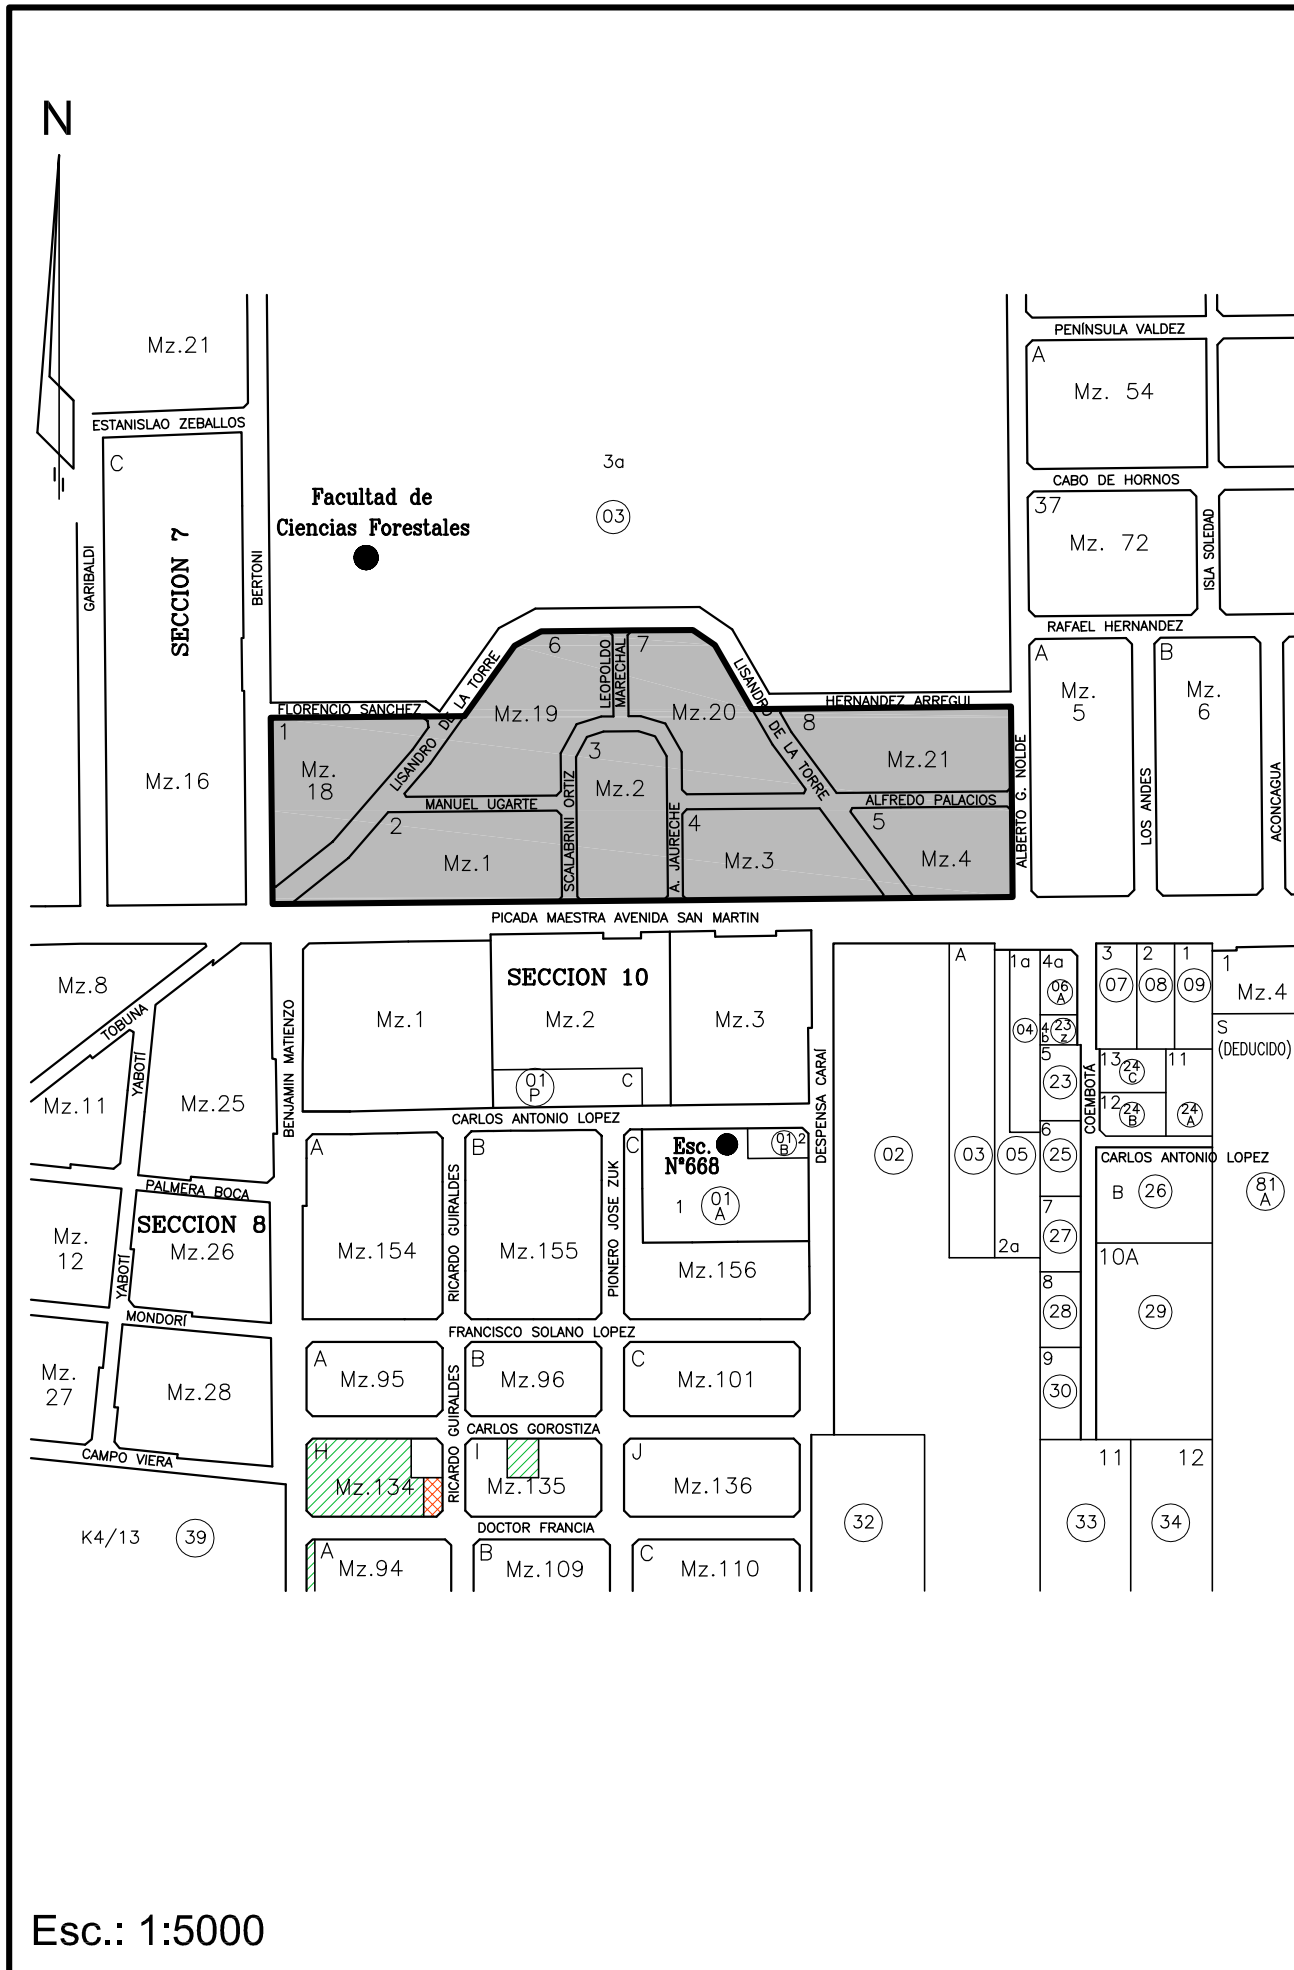 N
PENÍNSULA VALDEZ
Mz.21
A
Mz. 54
ESTANISLAO ZEBALLOS
C
3a
CABO DE HORNOS
Facultad de
Ciencias Forestales
03
37
Mz. 72
SECCION 7
GARIBALDI
BERTONI
ISLA SOLEDAD
RAFAEL HERNANDEZ
6
LEOPOLDO
MARECHAL
7
A
B
LISANDRO DE LA TORRE
LISANDRO DE LA TORRE
Mz.
5
Mz.
6
FLORENCIO SANCHEZ
HERNANDEZ ARREGUI
1
Mz.19
Mz.20
8
3
Mz.
18
Mz.16
Mz.2
Mz.21
ALBERTO G. NOLDE
LOS ANDES
ACONCAGUA
MANUEL UGARTE
SCALABRINI ORTIZ
A. JAURECHE
ALFREDO PALACIOS
2
4
5
Mz.1
Mz.3
Mz.4
PICADA MAESTRA AVENIDA SAN MARTIN
Mz.8
SECCION 10
A
1a
4a
3
2
1
1
06
A
07
08
09
Mz.4
TOBUNA
Mz.1
Mz.2
Mz.3
04
4b
23
z
S
(DEDUCIDO)
YABOTÍ
BENJAMIN MATIENZO
DESPENSA CARAÍ
COEMBOTÁ
5
13
24
C
11
Mz.11
Mz.25
01
P
C
23
12
24
B
24
A
CARLOS ANTONIO LOPEZ
A
B
C
Esc.
Nº668
01
B
2
02
03
05
6
25
CARLOS ANTONIO LOPEZ
PALMERA BOCA
SECCION 8
RICARDO GUIRALDES
PIONERO JOSE ZUK
1
01
A
B
26
81
A
Mz.
12
YABOTÍ
Mz.26
Mz.154
Mz.155
Mz.156
7
27
2a
10A
MONDORÍ
8
28
29
FRANCISCO SOLANO LOPEZ
Mz.
27
Mz.28
A
Mz.95
B
Mz.96
C
Mz.101
9
30
RICARDO GUIRALDES
CARLOS GOROSTIZA
CAMPO VIERA
H
Mz.134
I
Mz.135
J
Mz.136
11
12
K4/13
39
DOCTOR FRANCIA
32
33
34
A
Mz.94
B
Mz.109
C
Mz.110
Esc.: 1:5000